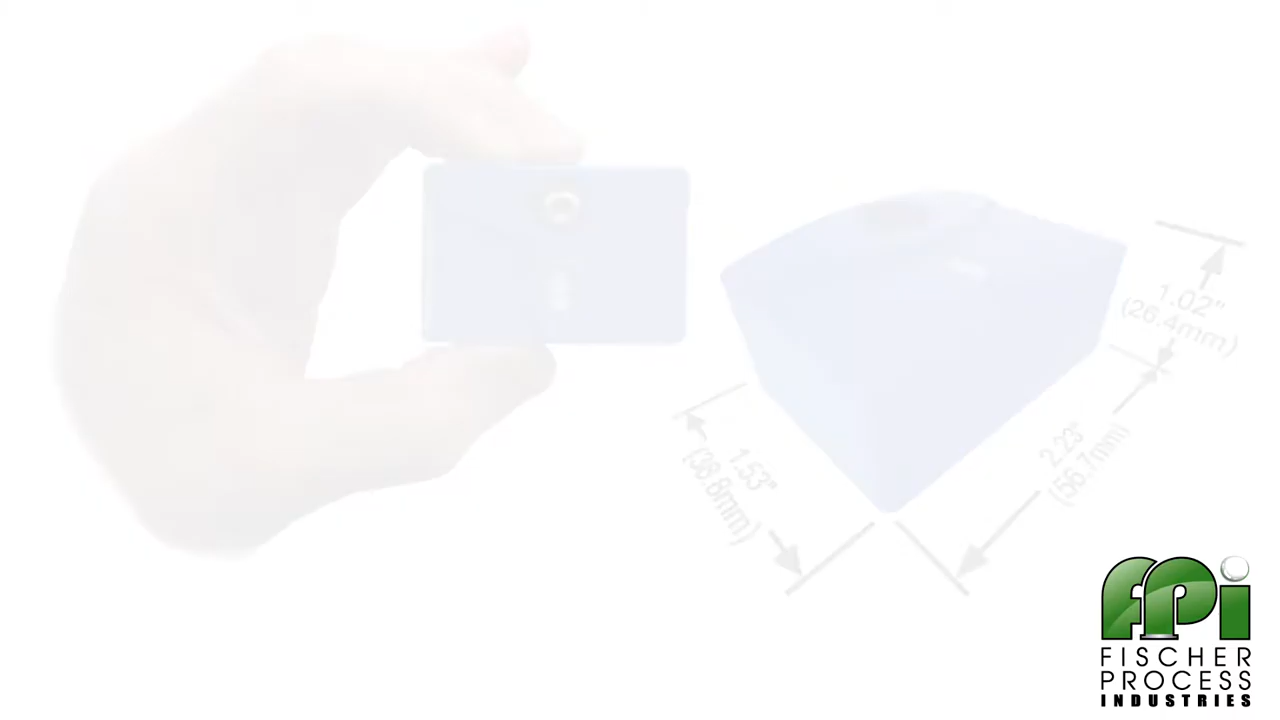 1.02"
(26.4mm)
2.23"
(56.7mm)
1.53"
(38.8mm)
fpi
FISCHER
PROCESS
INDUSTRIES